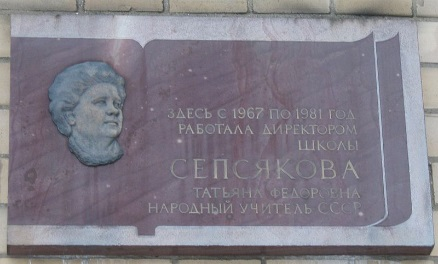 ЗДЕСЬ С 1967 ПО 1981 ГОД
РАБОТАЛА ДИРЕКТОРОМ
ШКОЛЫ
СЕПСЯКОВА
ТАТЬЯНА ФЕДОРОВНА
НАРОДНЫЙ УЧИТЕЛЬ СССР